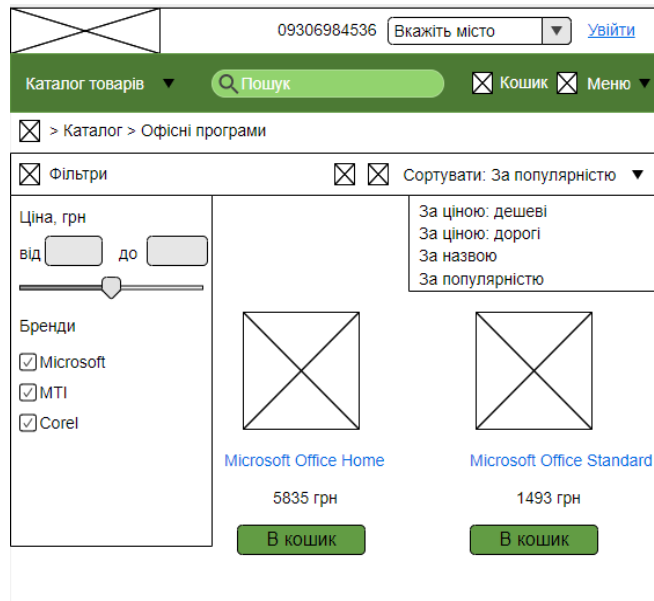 09306984536 Вкажіть місто Увійти
Каталог товарів Пошук Кошик Меню
> Каталог > Офісні програми
Фільтри Сортувати: За популярністю
Ціна, грн
від до
За ціною: дешеві
За ціною: дорогі
За назвою
За популярністю
Бренди
Microsoft
MTI
Corel
Microsoft Office Home
5835 грн
В кошик
Microsoft Office Standard
1493 грн
В кошик